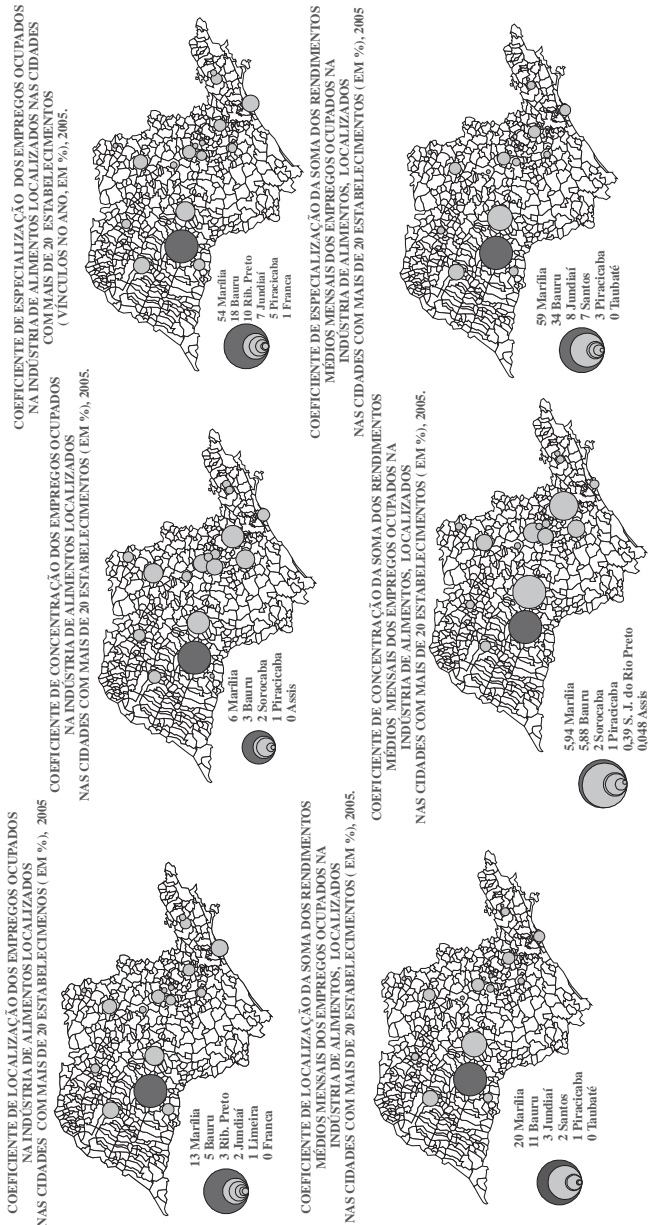 COEFICIENTE DE LOCALIZAÇÃO DOS EMPREGOS OCUPADOS
NA INDÚSTRIA DE ALIMENTOS LOCALIZADOS
NAS CIDADES COM MAIS DE 20 ESTABELECIMENOS ( EM %), 2005
13 Marília
5 Bauru
3 Rib. Preto
2 Jundiaí
1 Limeira
0 Franca
COEFICIENTE DE CONCENTRAÇÃO DOS EMPREGOS OCUPADOS
NA INDÚSTRIA DE ALIMENTOS LOCALIZADOS
NAS CIDADES COM MAIS DE 20 ESTABELECIMENTOS ( EM %), 2005.
6 Marília
3 Bauru
2 Sorocaba
1 Piracicaba
0 Assis
COEFICIENTE DE ESPECIALIZAÇÃO DOS EMPREGOS OCUPADOS
NA INDÚSTRIA DE ALIMENTOS LOCALIZADOS NAS CIDADES
COM MAIS DE 20 ESTABELECIMENTOS
( VÍNCULOS NO ANO, EM %), 2005.
54 Marília
18 Bauru
10 Rib. Preto
7 Jundiaí
5 Piracicaba
1 Franca
COEFICIENTE DE LOCALIZAÇÃO DA SOMA DOS RENDIMENTOS
MÉDIOS MENSAIS DOS EMPREGOS OCUPADOS NA
INDÚSTRIA DE ALIMENTOS, LOCALIZADOS
NAS CIDADES COM MAIS DE 20 ESTABELECIMENTOS ( EM %), 2005.
20 Marília
11 Bauru
3 Jundiaí
2 Santos
1 Piracicaba
0 Taubaté
COEFICIENTE DE CONCENTRAÇÃO DA SOMA DOS RENDIMENTOS
MÉDIOS MENSAIS DOS EMPREGOS OCUPADOS NA
INDÚSTRIA DE ALIMENTOS, LOCALIZADOS
NAS CIDADES COM MAIS DE 20 ESTABELECIMENTOS ( EM %), 2005.
5,94 Marília
5,88 Bauru
2 Sorocaba
1 Piracicaba
0,39 S. J. do Rio Preto
0,048 Assis
COEFICIENTE DE ESPECIALIZAÇÃO DA SOMA DOS RENDIMENTOS
MÉDIOS MENSAIS DOS EMPREGOS OCUPADOS NA
INDÚSTRIA DE ALIMENTOS, LOCALIZADOS
NAS CIDADES COM MAIS DE 20 ESTABELECIMENTOS ( EM %), 2005
59 Marília
34 Bauru
8 Jundiaí
7 Santos
3 Piracicaba
0 Taubaté